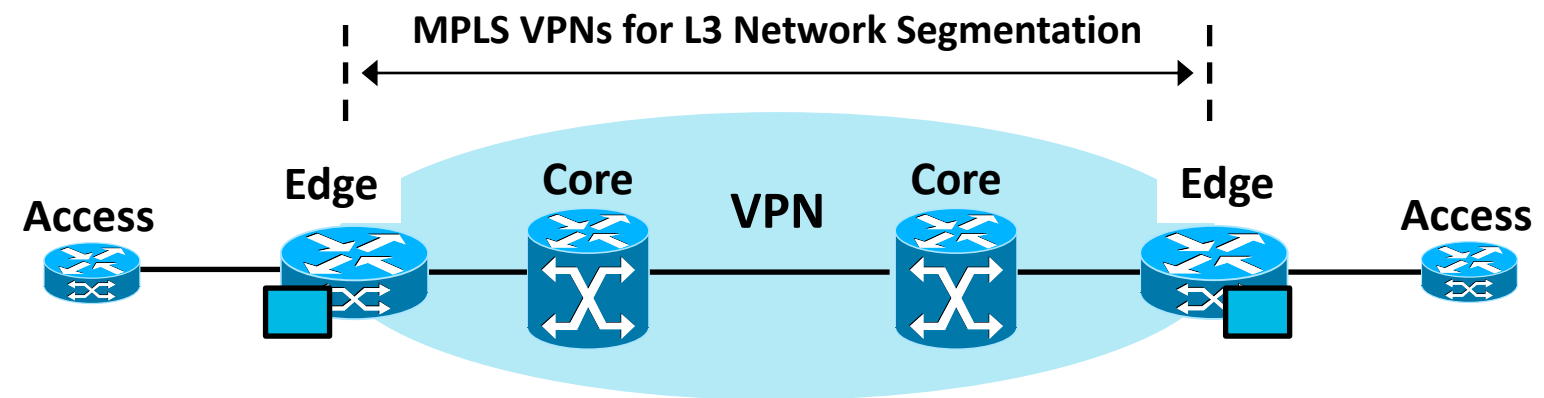 MPLS VPNs for L3 Network Segmentation
Access
Edge
Core
VPN
Core
Edge
Access